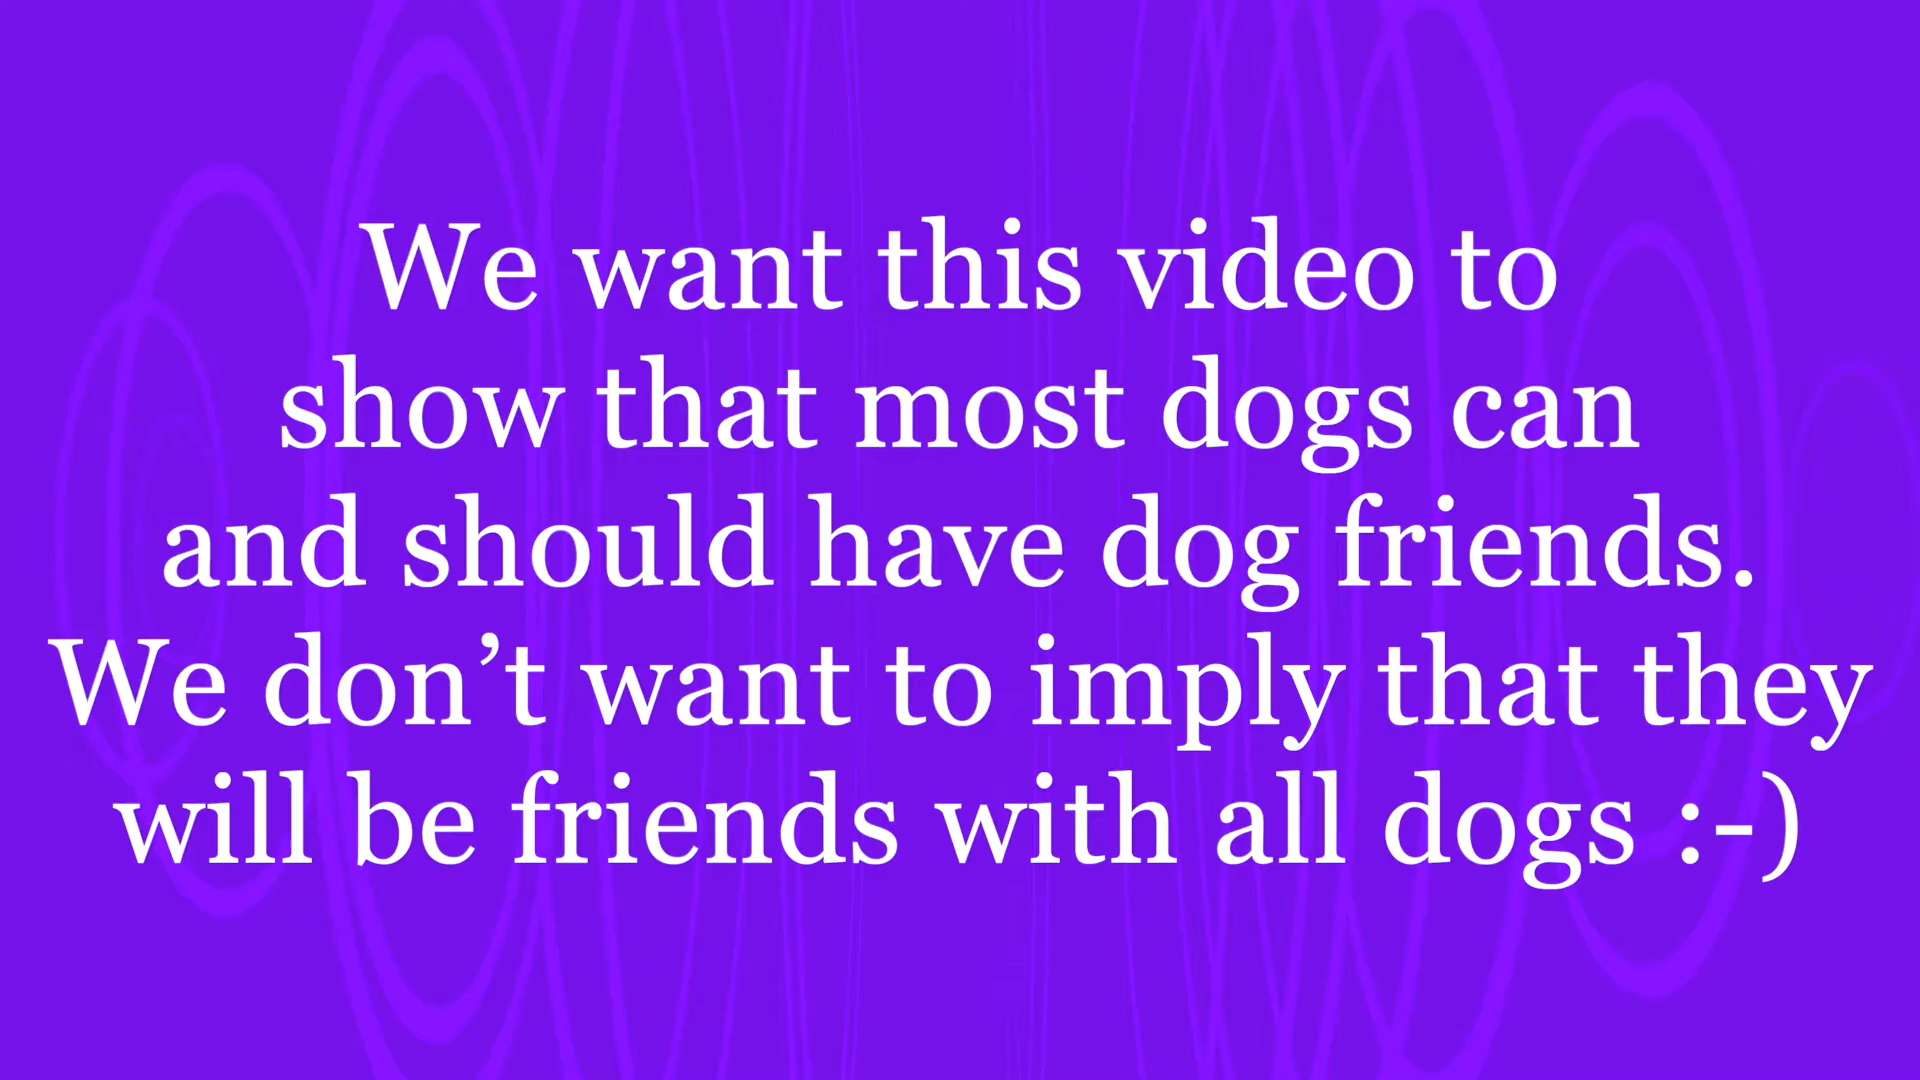 We want this video to
show that most dogs can
and should have dog friends.
We don’t want to imply that they
will be friends with all dogs :-)